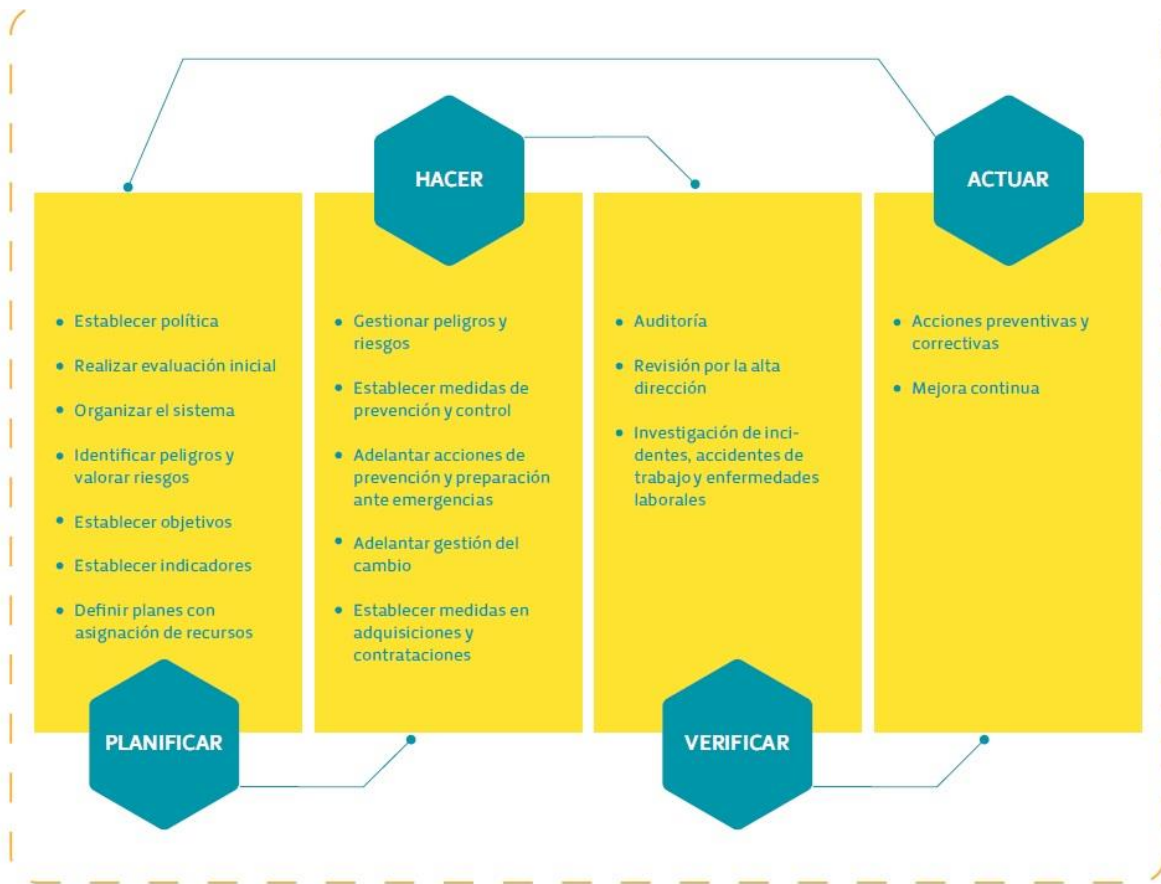 • Establecer política
• Realizar evaluación inicial
• Organizar el sistema
• Identificar peligros y
valorar riesgos
• Establecer objetivos
• Establecer indicadores
• Definir planes con
asignación de recursos
PLANIFICAR
HACER
• Gestionar peligros y
riesgos
• Establecer medidas de
prevención y control
• Adelantar acciones de
prevención y preparación
ante emergencias
• Adelantar gestión del
cambio
• Establecer medidas en
adquisiciones y
contrataciones
• Auditoría
• Revisión por la alta
dirección
• Investigación de inci-
dentes, accidentes de
trabajo y enfermedades
laborales
VERIFICAR
ACTUAR
• Acciones preventivas y
correctivas
• Mejora continua